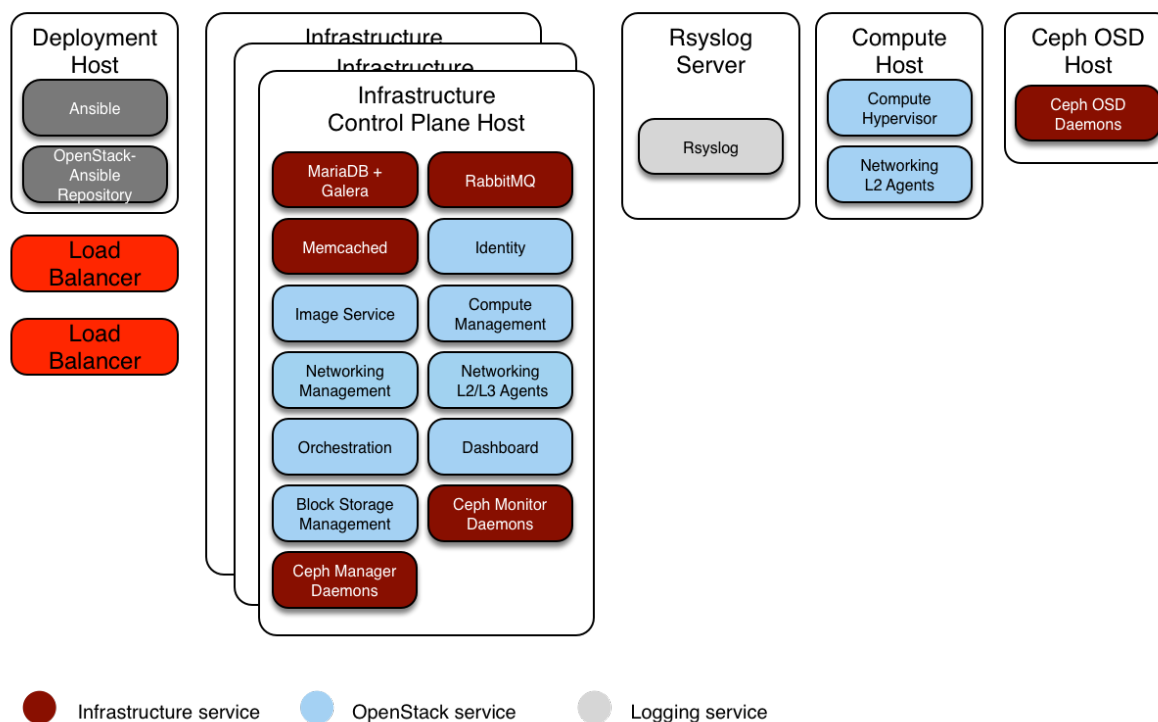 Deployment
Host
Ansible
OpenStack-
Ansible
Repository
Load
Balancer
Load
Balancer
Infrastructure
Infrastructure
Infrastructure
Control Plane Host
MariaDB +
Galera
RabbitMQ
Memcached
Identity
Image Service
Compute
Management
Networking
Management
Networking
L2/L3 Agents
Orchestration
Dashboard
Block Storage
Management
Ceph Monitor
Daemons
Ceph Manager
Daemons
Rsyslog
Server
Rsyslog
Compute
Host
Compute
Hypervisor
Networking
L2 Agents
Ceph OSD
Host
Ceph OSD
Daemons
Infrastructure service
OpenStack service
Logging service